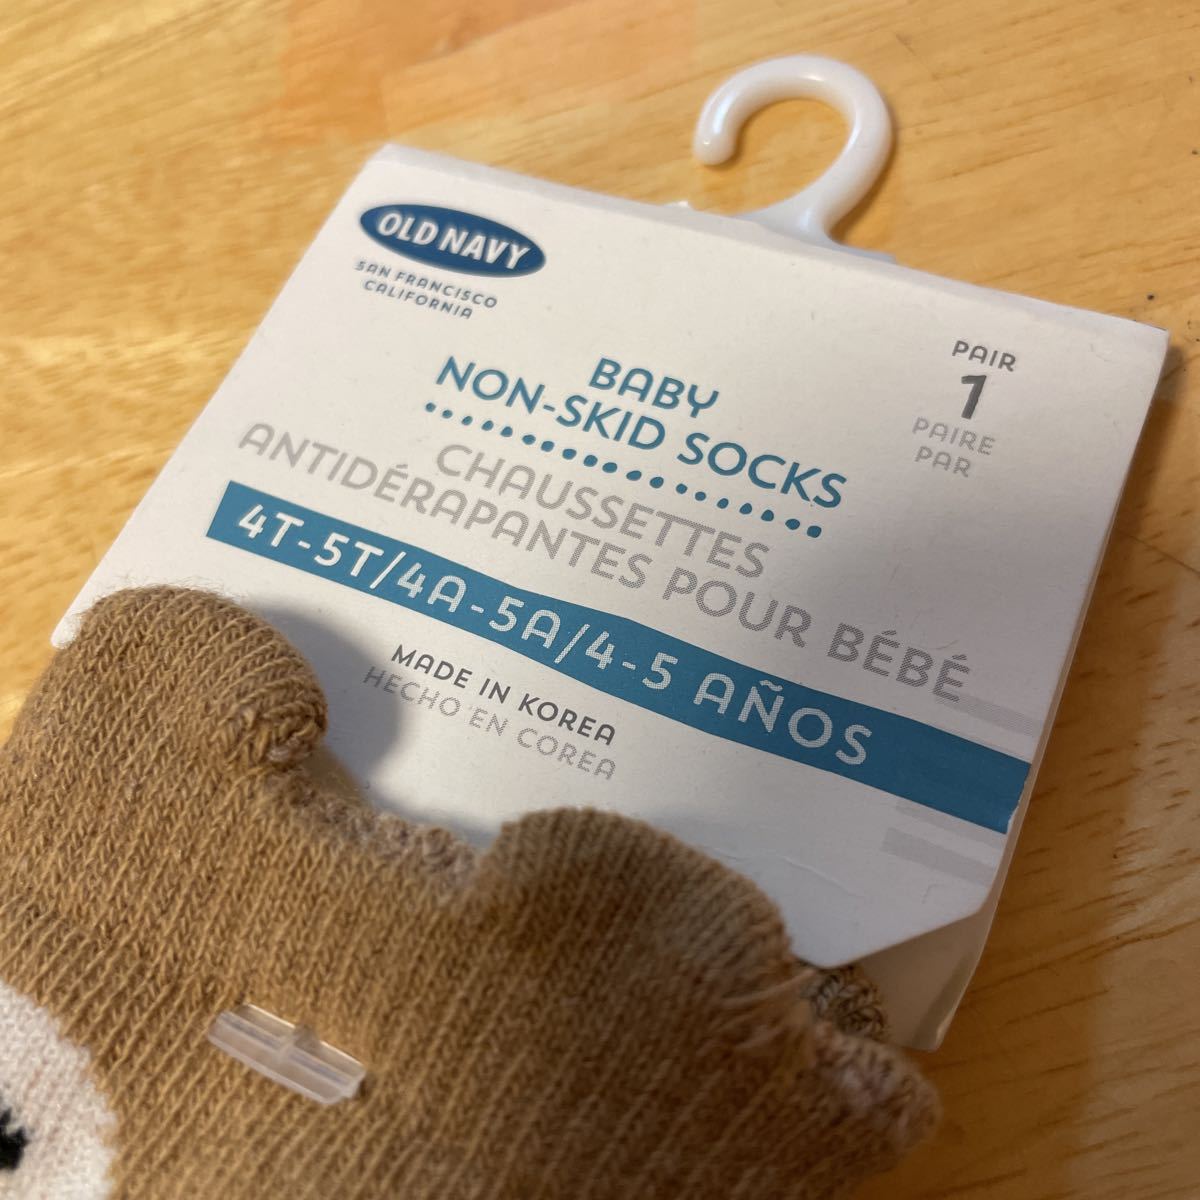 OLD NAVY
SAN FRANCISCO
CALIFORNIA
PAIR
1
PAIRE
PAR
BABY
NON-SKID SOCKS
CHAUSSETTES
ANTIDÉRAPANTES POUR BÉBÉ
4T-5T/4A-5A/4-5 AÑOS
MADE IN KOREA
HECHO EN COREA